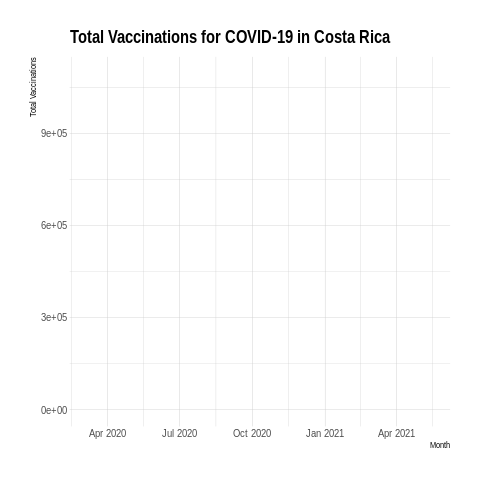 Total Vaccinations for COVID-19 in Costa Rica
Total Vaccinations
9e+05
6e+05
3e+05
0e+00
Apr 2020 Jul 2020 Oct 2020 Jan 2021 Apr 2021
Month